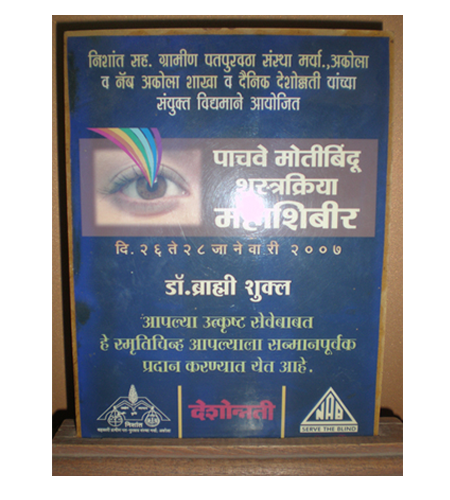 निशांत सह. ग्रामीण पतपुरवठा संस्था मर्या.,अकोला
व नॅब अकोला शाखा व दैनिक देशोन्नती यांच्या
संयुक्त विद्यमाने आयोजित
पाचवे मोतीबिंदू
शस्त्रक्रिया
महाशिबीर
दि. २६ ते २८ जानेवारी २००७
डॉ.ब्राह्मी शुक्ल
आपल्या उत्कृष्ट सेवेबाबत
हे स्मृतिचिन्ह आपल्याला सन्मानपूर्वक
प्रदान करण्यात येत आहे.
निशांत
देशोन्नती
NAB
SERVE THE BLIND